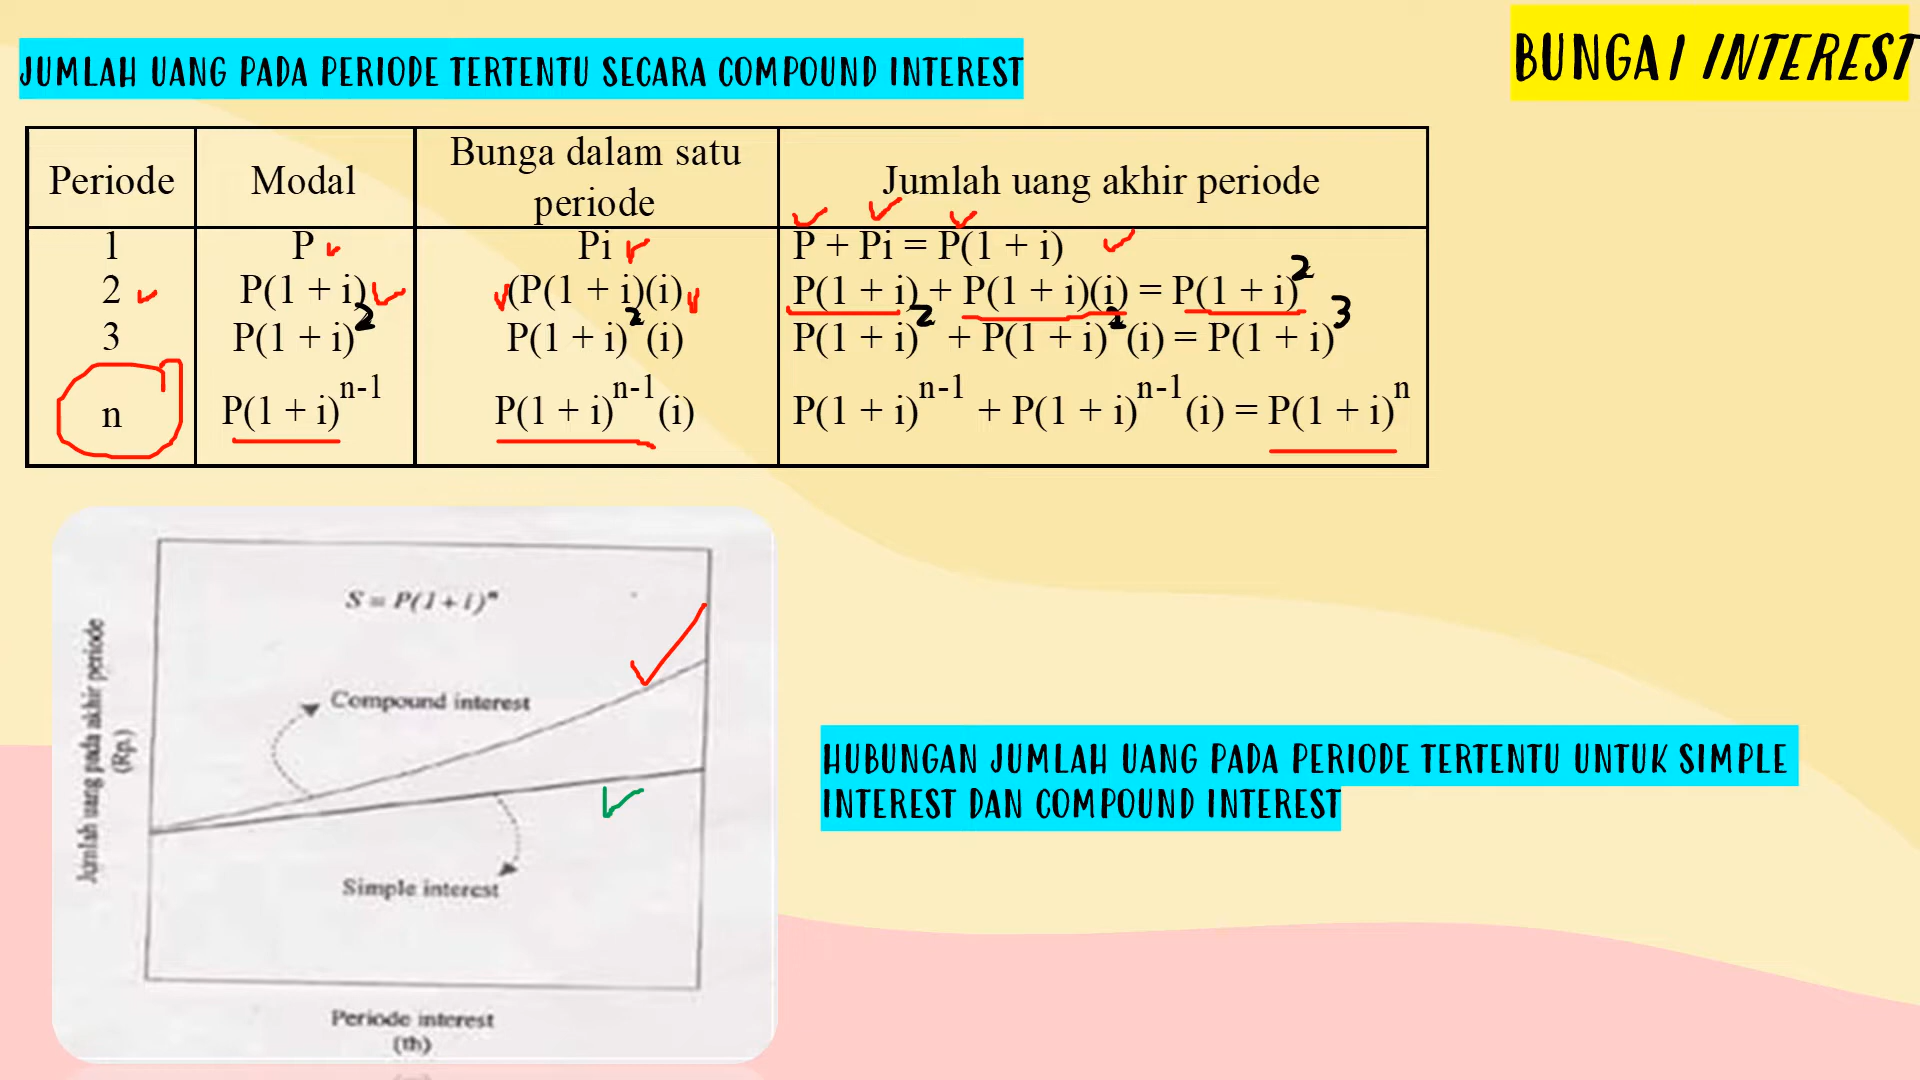 JUMLAH UANG PADA PERIODE TERTENTU SECARA COMPOUND INTEREST
BUNGA/ INTEREST
Periode Modal Bunga dalam satu periode Jumlah uang akhir periode
1 P Pi P + Pi = P(1 + i)
2 P(1 + i) (P(1 + i)(i) P(1 + i) + P(1 + i)(i) = P(1 + i)²
3 P(1 + i)² P(1 + i)²(i) P(1 + i)² + P(1 + i)²(i) = P(1 + i)³
n P(1 + i)ⁿ⁻¹ P(1 + i)ⁿ⁻¹(i) P(1 + i)ⁿ⁻¹ + P(1 + i)ⁿ⁻¹(i) = P(1 + i)ⁿ
Jumlah uang pada akhir periode
(Rp.)
S = P(1 + i)ⁿ
Compound interest
Simple interest
Periode interest
(th)
HUBUNGAN JUMLAH UANG PADA PERIODE TERTENTU UNTUK SIMPLE
INTEREST DAN COMPOUND INTEREST